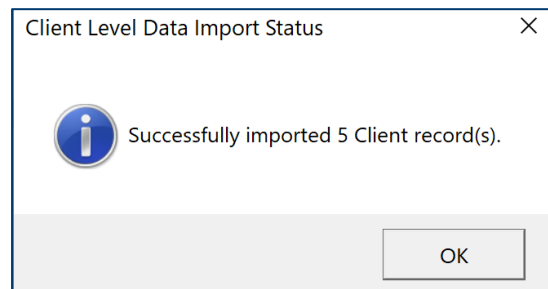 Client Level Data Import Status
Successfully imported 5 Client record(s).
OK